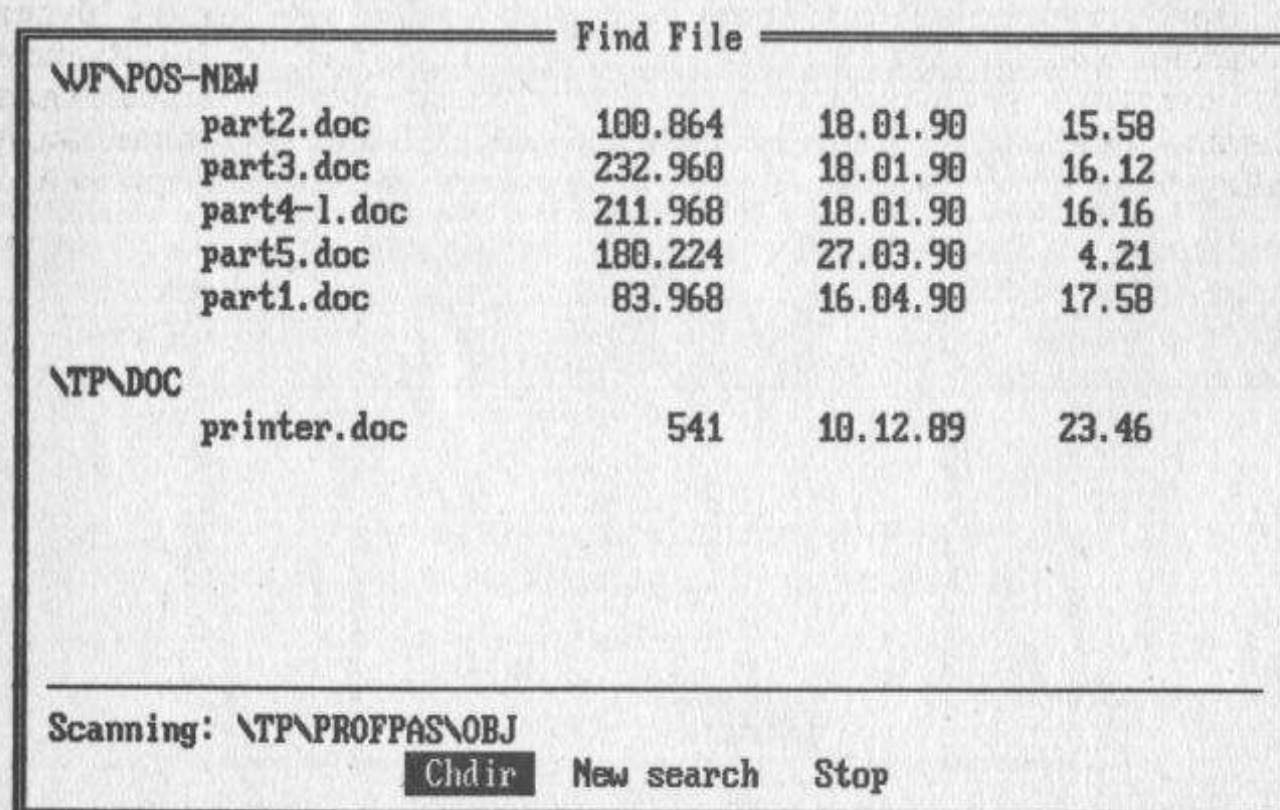 Find File
\VF\POS-NEW
part2.doc 100.864 18.01.90 15.58
part3.doc 232.960 18.01.90 16.12
part4-1.doc 211.968 18.01.90 16.16
part5.doc 180.224 27.03.90 4.21
part1.doc 83.968 16.04.90 17.58
\TP\DOC
printer.doc 541 10.12.89 23.46
Scanning: \TP\PROFPAS\OBJ
Chdir New search Stop